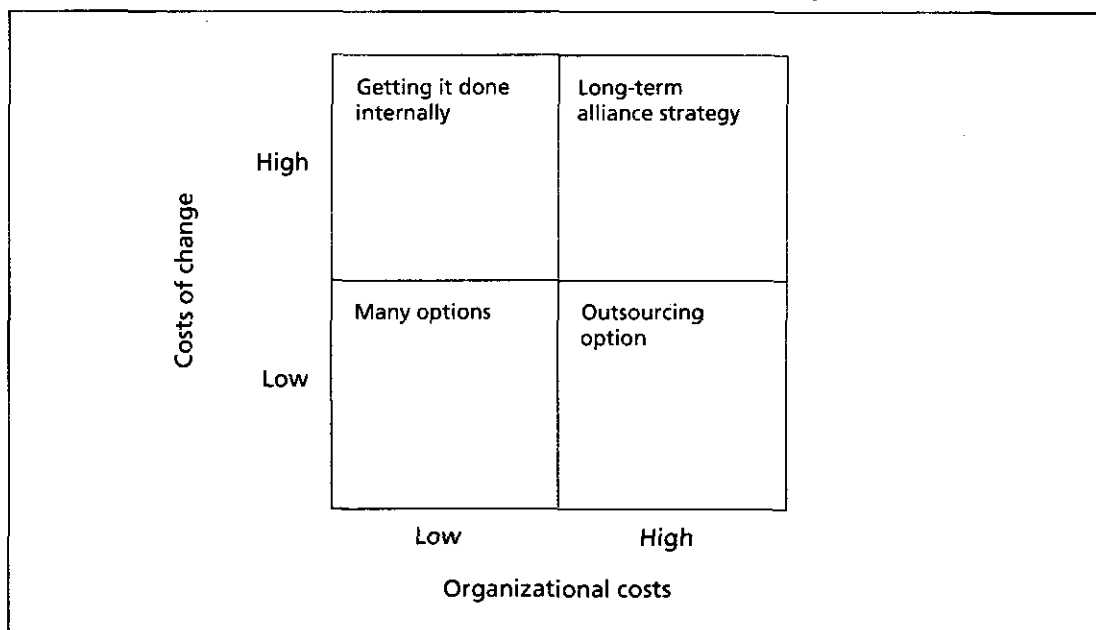 Getting it done
internally
Long-term
alliance strategy
High
Costs of change
Many options
Outsourcing
option
Low
Low
High
Organizational costs